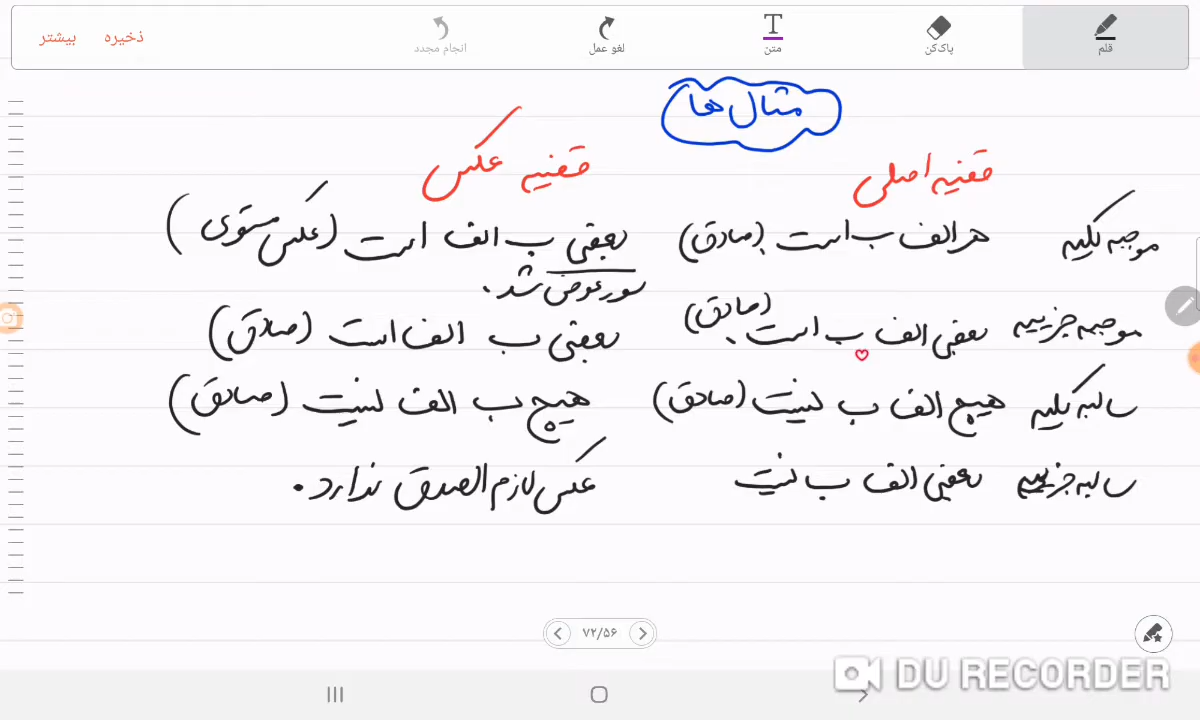 قلم پاک‌کن متن لغو عمل انجام مجدد ذخیره بیشتر
مثال ها
قضیه اصلی قضیه عکس
موجبه کلیه هر الف ب است (صادق) بعضی ب الف است (عکس مستوی)
سور عوض شد.
موجبه جزییه بعضی الف ب است. (صادق) بعضی ب الف است (صادق)
سالبه کلیه هیچ الف ب نیست (صادق) هیچ ب الف نیست (صادق)
سالبه جزییه بعضی الف ب نیست عکس لازم الصدق ندارد.
۷۲/۵۶
DU RECORDER